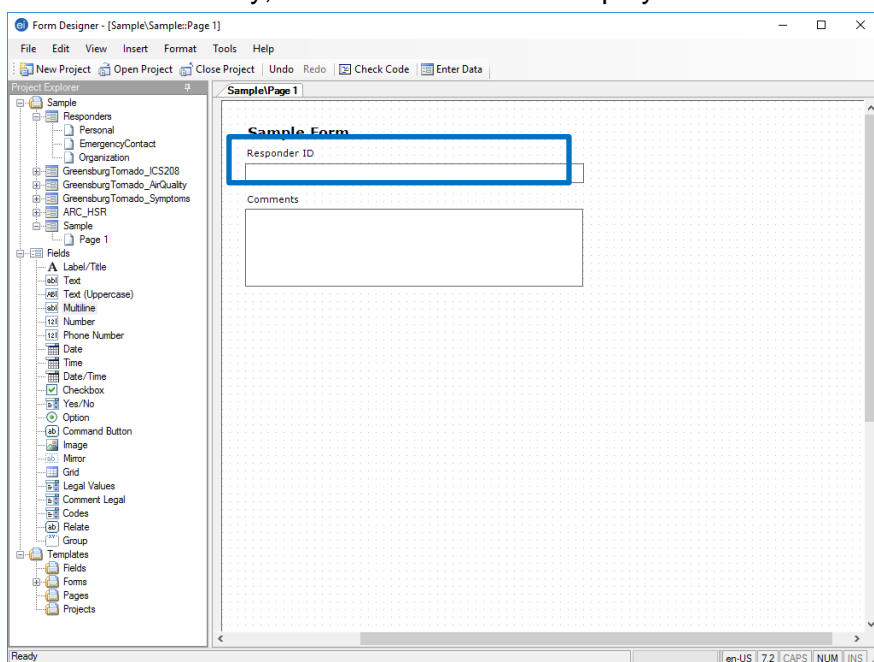 Form Designer - [Sample\Sample::Page 1]
File Edit View Insert Format Tools Help
New Project Open Project Close Project Undo Redo Check Code Enter Data
Project Explorer
Sample\Page 1
Sample
Responders
Personal
EmergencyContact
Organization
GreensburgTornado_ICS208
GreensburgTornado_AirQuality
GreensburgTornado_Symptoms
ARC_HSR
Sample
Page 1
Fields
A Label/Title
Text
Text (Uppercase)
Multiline
Number
Phone Number
Date
Time
Date/Time
Checkbox
Yes/No
Option
Command Button
Image
Mirror
Grid
Legal Values
Comment Legal
Codes
Relate
Group
Templates
Fields
Forms
Pages
Projects
Sample Form
Responder ID
Comments
Ready
en-US 7.2 CAPS NUM INS